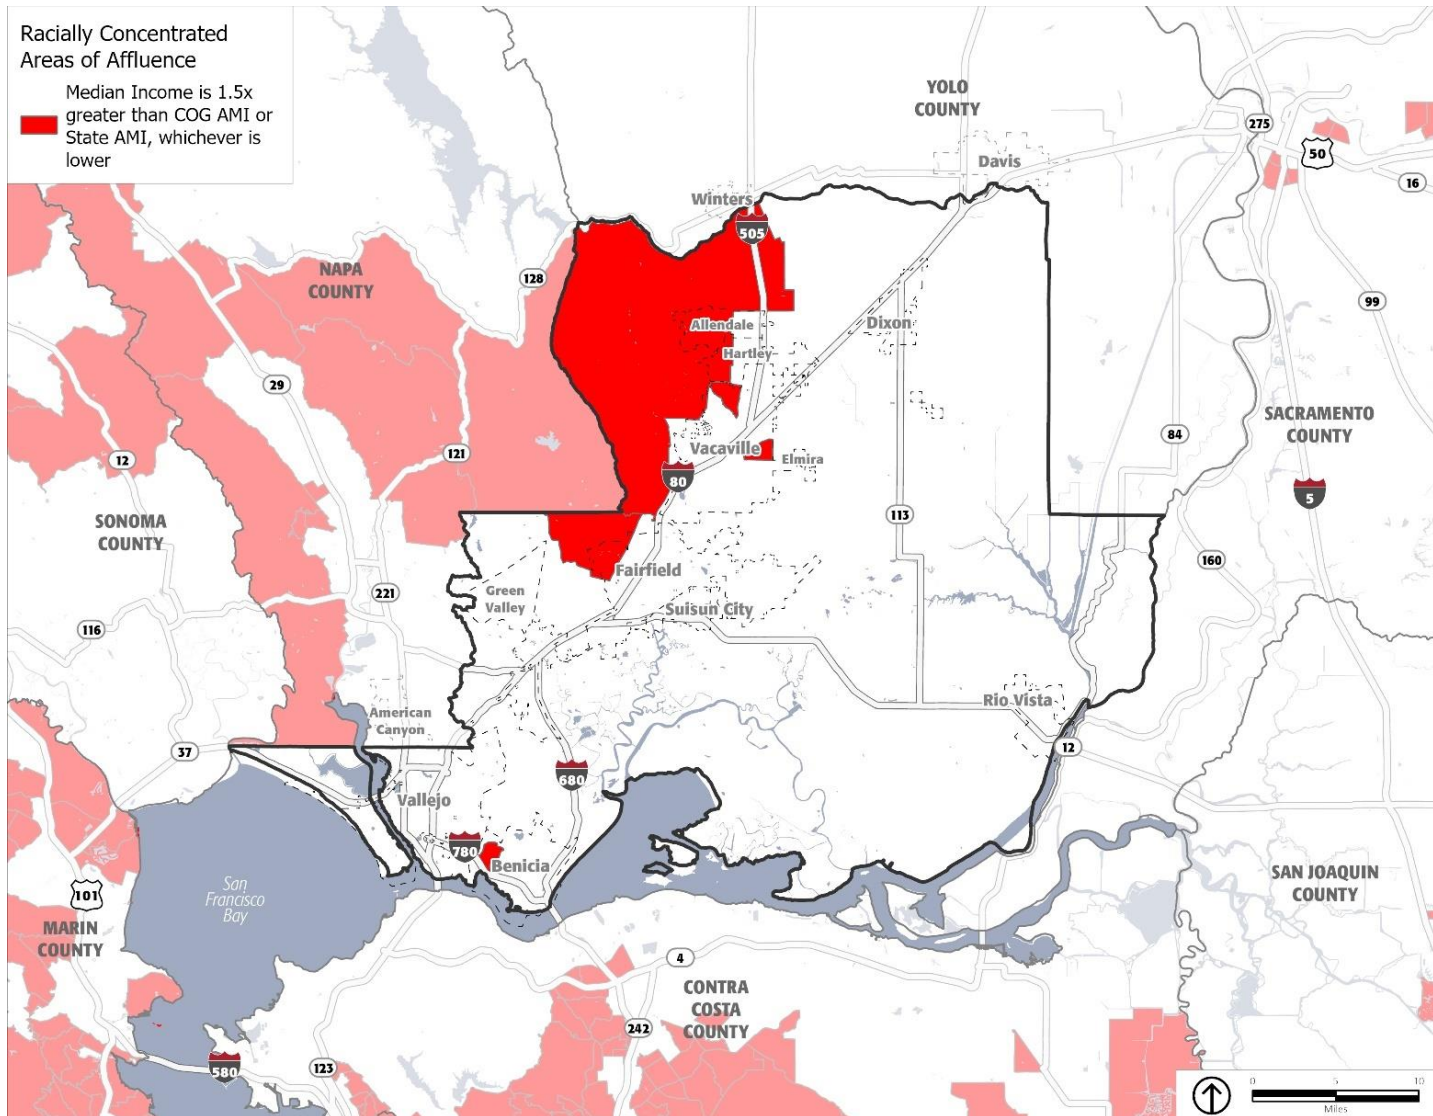 Racially Concentrated
Areas of Affluence
Median Income is 1.5x
greater than COG AMI or
State AMI, whichever is
lower
YOLO
COUNTY
275
50
Davis
16
Winters
505
NAPA
COUNTY
128
99
Allendale
Dixon
Hartley
29
SACRAMENTO
COUNTY
84
12
121
Vacaville
Elmira
80
5
113
SONOMA
COUNTY
160
Fairfield
221
Green
Valley
Suisun City
116
Rio Vista
American
Canyon
37
12
680
Vallejo
780
Benicia
San
Francisco
Bay
101
SAN JOAQUIN
COUNTY
MARIN
COUNTY
4
CONTRA
COSTA
COUNTY
242
580
123
0 5 10
Miles